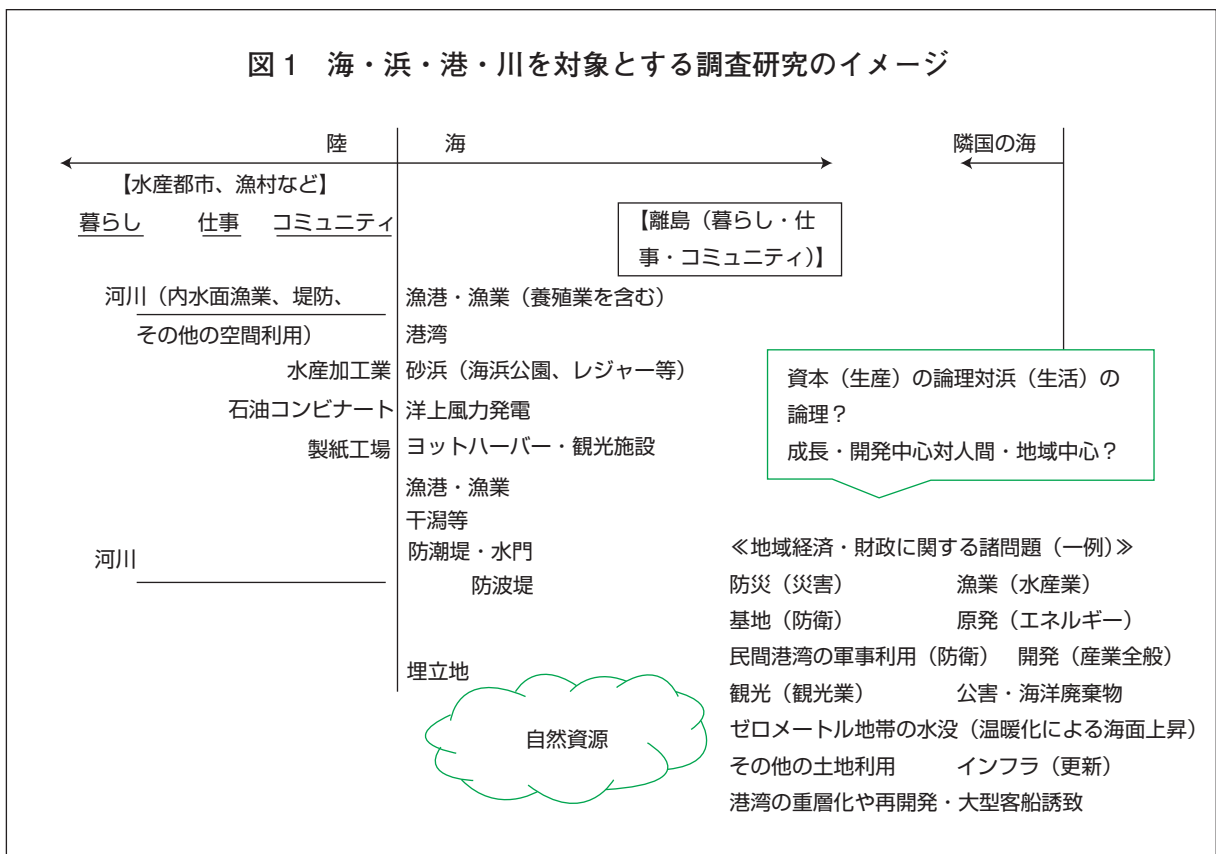 図1 海・浜・港・川を対象とする調査研究のイメージ
陸 海
隣国の海
【水産都市、漁村など】
暮らし 仕事 コミュニティ
【離島(暮らし・仕
事・コミュニティ)】
河川(内水面漁業、堤防、
その他の空間利用)
水産加工業
石油コンビナート
製紙工場
河川
漁港・漁業(養殖業を含む)
港湾
砂浜(海浜公園、レジャー等)
洋上風力発電
ヨットハーバー・観光施設
漁港・漁業
干潟等
防潮堤・水門
防波堤
埋立地
自然資源
資本(生産)の論理対浜(生活)の
論理?
成長・開発中心対人間・地域中心?
≪地域経済・財政に関する諸問題(一例)≫
防災(災害) 漁業(水産業)
基地(防衛) 原発(エネルギー)
民間港湾の軍事利用(防衛) 開発(産業全般)
観光(観光業) 公害・海洋廃棄物
ゼロメートル地帯の水没(温暖化による海面上昇)
その他の土地利用 インフラ(更新)
港湾の重層化や再開発・大型客船誘致